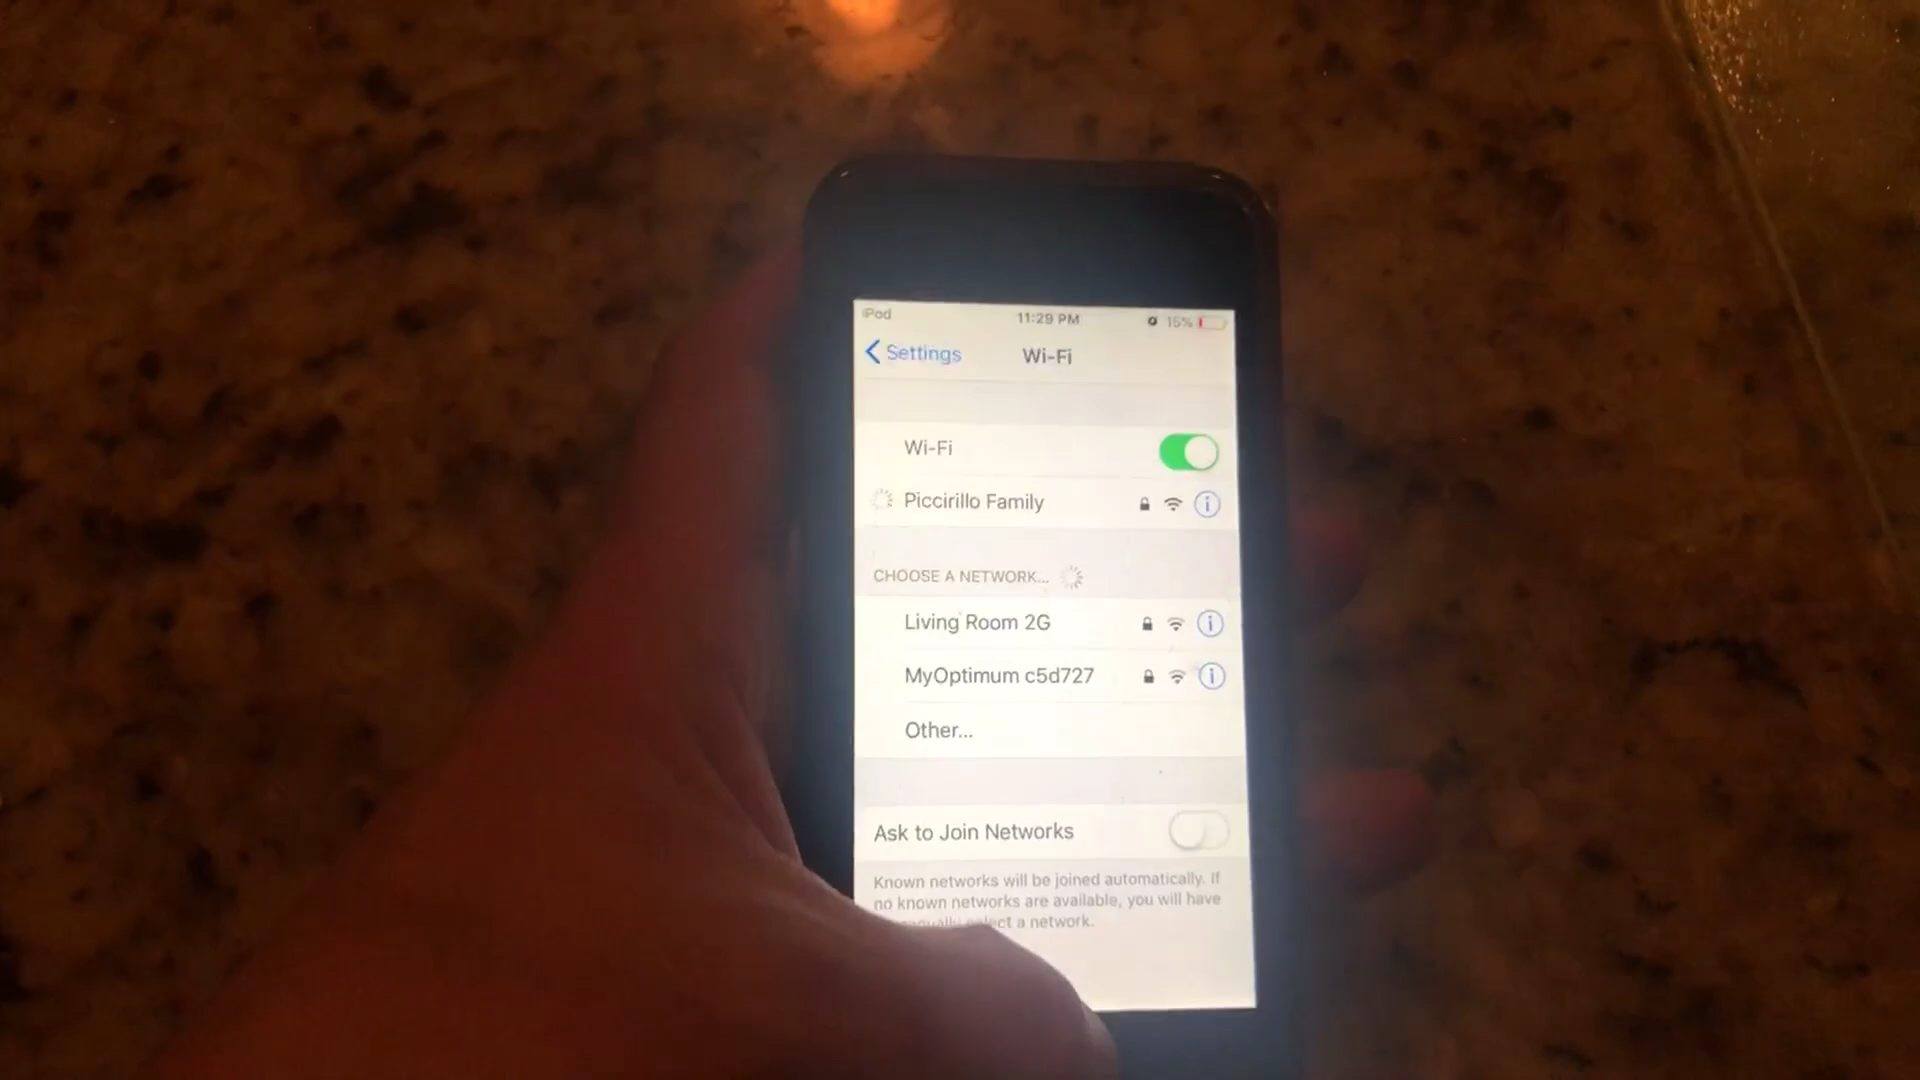 iPod 11:29 PM 15%
Settings Wi-Fi
Wi-Fi
Piccirillo Family
CHOOSE A NETWORK...
Living Room 2G
MyOptimum c5d727
Other...
Ask to Join Networks
Known networks will be joined automatically. If
no known networks are available, you will have
a network.